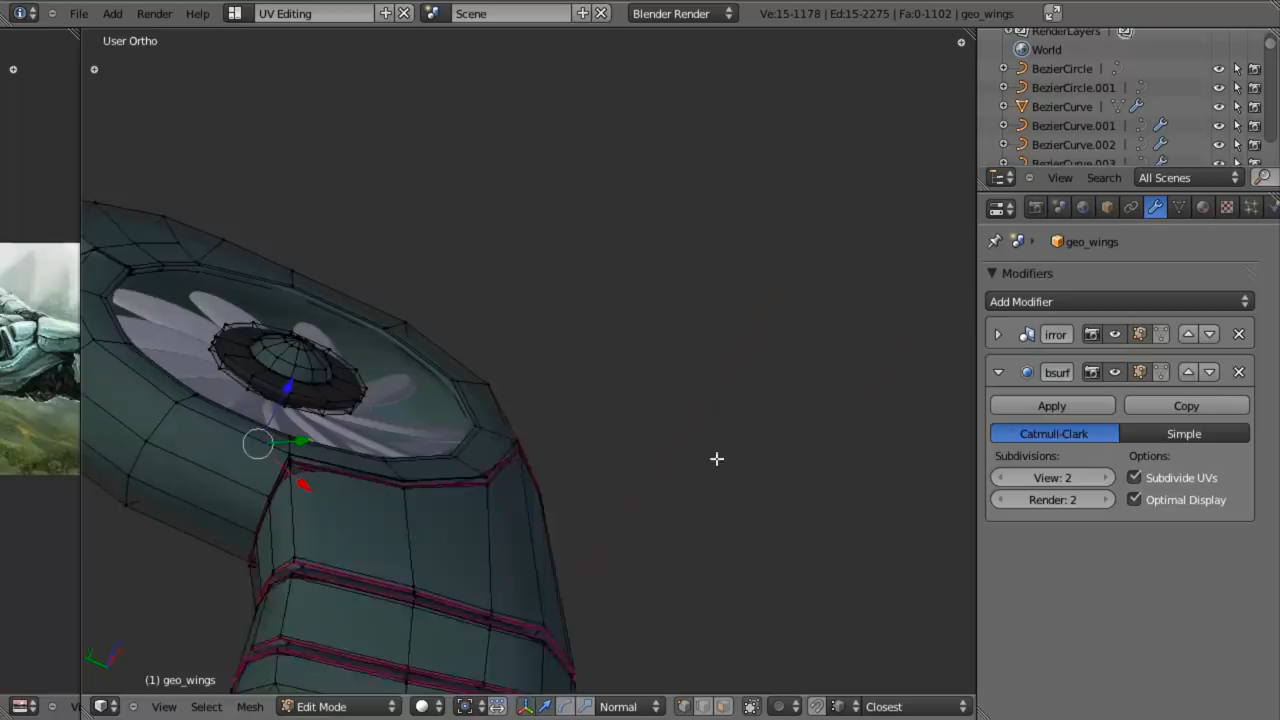 File Add Render Help UV Editing Scene Blender Render Ve:15-1178 | Ed:15-2275 | Fa:0-1102 | geo_wings
User Ortho
RenderLayers
World
BezierCircle
BezierCircle.001
BezierCurve
BezierCurve.001
BezierCurve.002
BezierCurve.003
View Search All Scenes
geo_wings
Modifiers
Add Modifier
irror
bsurf
Apply Copy
Catmull-Clark Simple
Subdivisions: Options:
View: 2 Subdivide UVs
Render: 2 Optimal Display
(1) geo_wings
Vi View Select Mesh Edit Mode Normal Closest